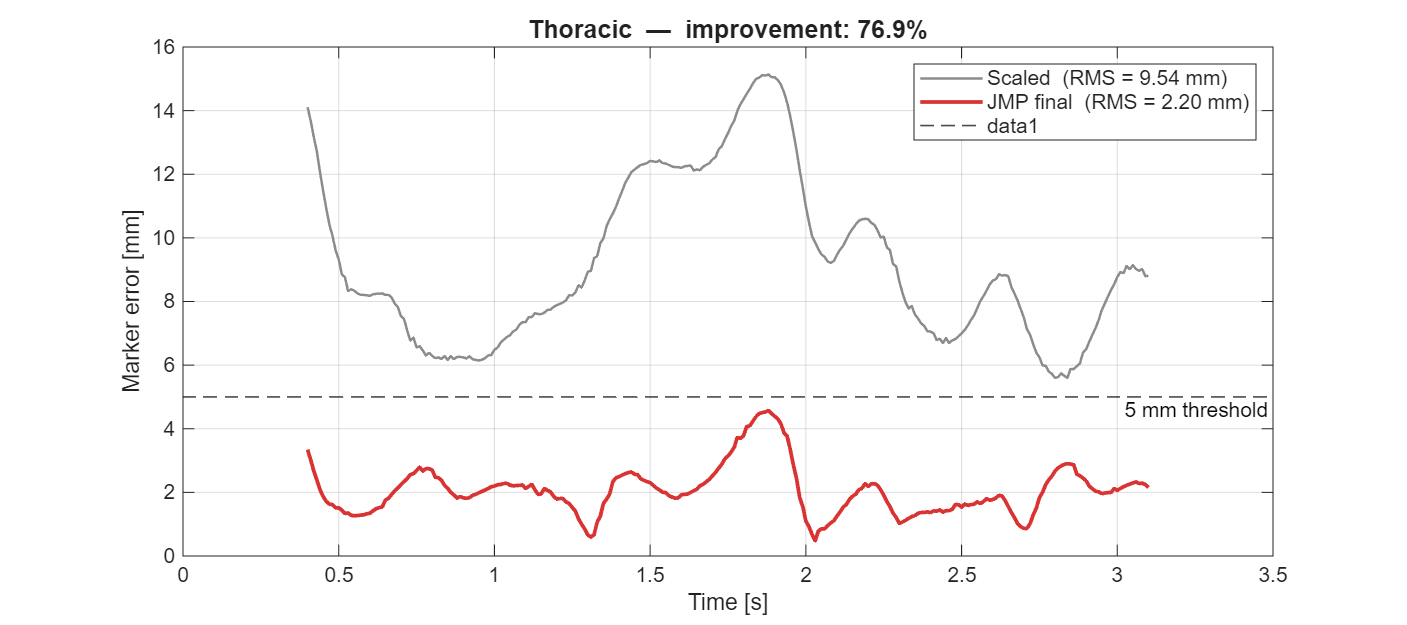 Thoracic — improvement: 76.9%
Scaled (RMS = 9.54 mm)
JMP final (RMS = 2.20 mm)
data1
Marker error [mm]
16
14
12
10
8
6
4
2
0
5 mm threshold
0
0.5
1
1.5
2
2.5
3
3.5
Time [s]